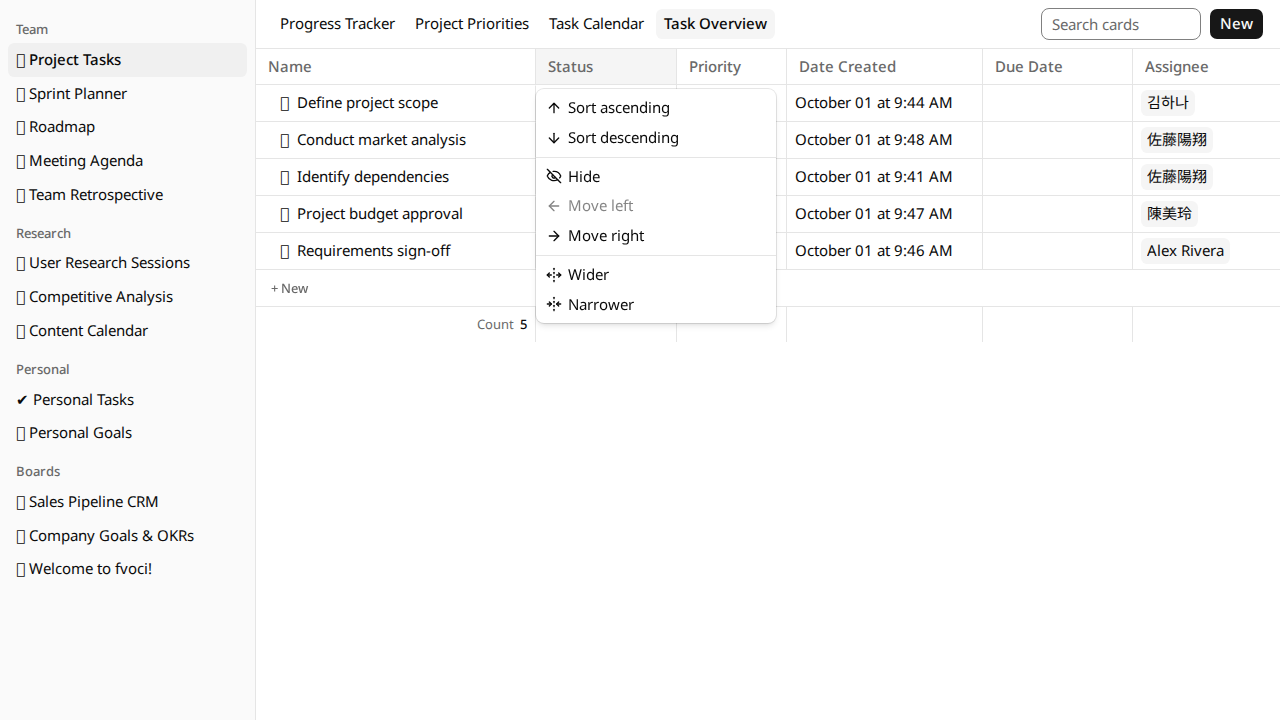 Team
Project Tasks
Sprint Planner
Roadmap
Meeting Agenda
Team Retrospective
Research
User Research Sessions
Competitive Analysis
Content Calendar
Personal
✔ Personal Tasks
Personal Goals
Boards
Sales Pipeline CRM
Company Goals & OKRs
Welcome to fvoci!
Progress Tracker Project Priorities Task Calendar Task Overview Search cards New
Name Status Priority Date Created Due Date Assignee
Define project scope October 01 at 9:44 AM 김하나
Conduct market analysis October 01 at 9:48 AM 佐藤陽翔
Identify dependencies October 01 at 9:41 AM 佐藤陽翔
Project budget approval October 01 at 9:47 AM 陳美玲
Requirements sign-off October 01 at 9:46 AM Alex Rivera
+ New
Count 5
Sort ascending
Sort descending
Hide
Move left
Move right
Wider
Narrower